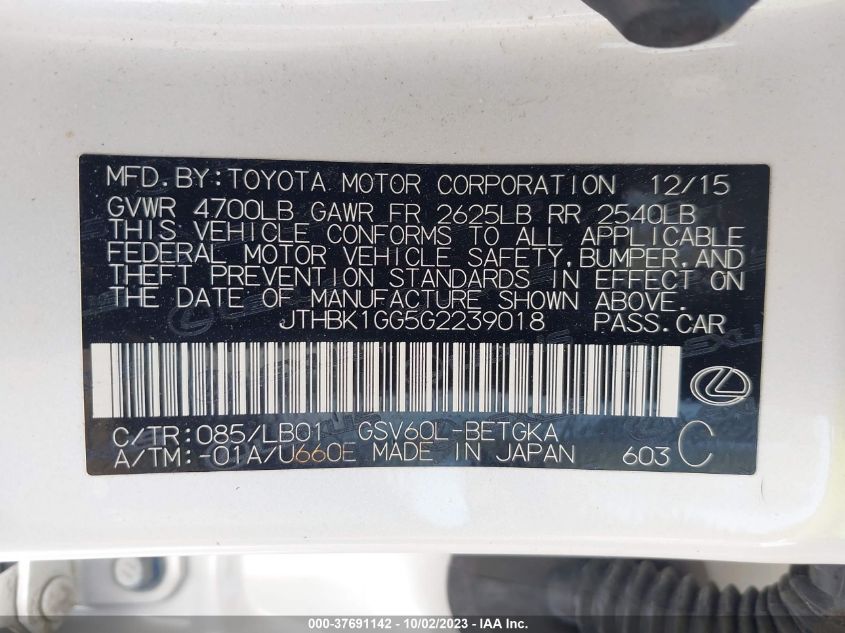 MFD.BY:TOYOTA MOTOR CORPORATION 12/15
GVWR 4700LB GAWR FR 2625LB RR 2540LB
THIS VEHICLE CONFORMS TO ALL APPLICABLE
FEDERAL MOTOR VEHICLE SAFETY,BUMPER,AND
THEFT PREVENTION STANDARDS IN EFFECT ON
THE DATE OF MANUFACTURE SHOWN ABOVE.
JTHBK1GG5G2239018 PASS.CAR
C/TR:085/LB01 GSV60L-BETGKA
A/TM:-01A/U660E MADE IN JAPAN 603 C
000-37691142 - 10/02/2023 - IAA Inc.